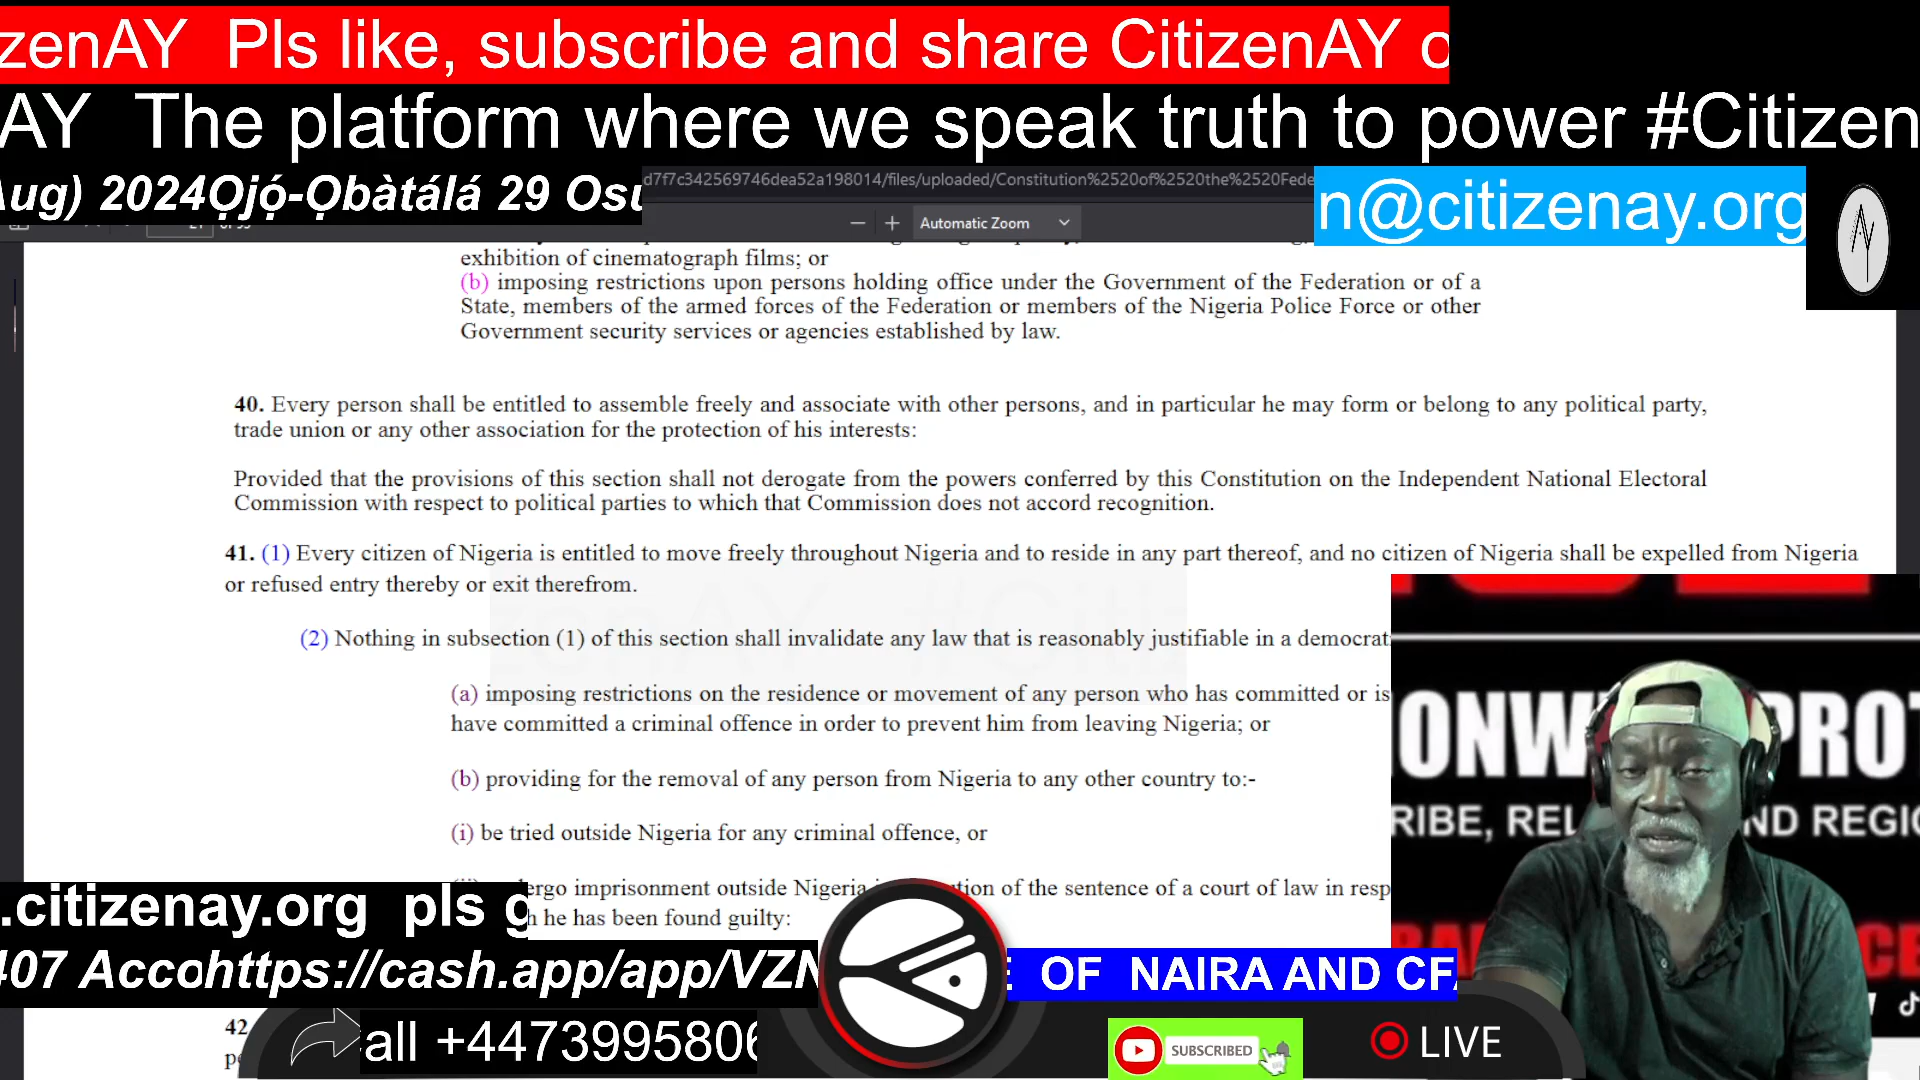 zenAY Pls like, subscribe and share CitizenAY o
AY The platform where we speak truth to power #Citizen
Aug) 2024Ọjọ́-Ọbàtálá 29 Osu
d7f7c342569746dea52a198014/files/uploaded/Constitution%2520of%2520the%2520Fede
n@citizenay.org
Automatic Zoom
exhibition of cinematograph films; or
(b) imposing restrictions upon persons holding office under the Government of the Federation or of a
State, members of the armed forces of the Federation or members of the Nigeria Police Force or other
Government security services or agencies established by law.
40. Every person shall be entitled to assemble freely and associate with other persons, and in particular he may form or belong to any political party,
trade union or any other association for the protection of his interests:
Provided that the provisions of this section shall not derogate from the powers conferred by this Constitution on the Independent National Electoral
Commission with respect to political parties to which that Commission does not accord recognition.
41. (1) Every citizen of Nigeria is entitled to move freely throughout Nigeria and to reside in any part thereof, and no citizen of Nigeria shall be expelled from Nigeria
or refused entry thereby or exit therefrom.
(2) Nothing in subsection (1) of this section shall invalidate any law that is reasonably justifiable in a democrat
(a) imposing restrictions on the residence or movement of any person who has committed or is
have committed a criminal offence in order to prevent him from leaving Nigeria; or
(b) providing for the removal of any person from Nigeria to any other country to:-
(i) be tried outside Nigeria for any criminal offence, or
ergo imprisonment outside Nigeria tion of the sentence of a court of law in resp
h he has been found guilty:
ONW PROT
RIBE, REL ND REGIO
.citizenay.org pls g
407 Accohttps://cash.app/app/VZN
OF NAIRA AND CFA
42
all +4473995806
SUBSCRIBED
LIVE